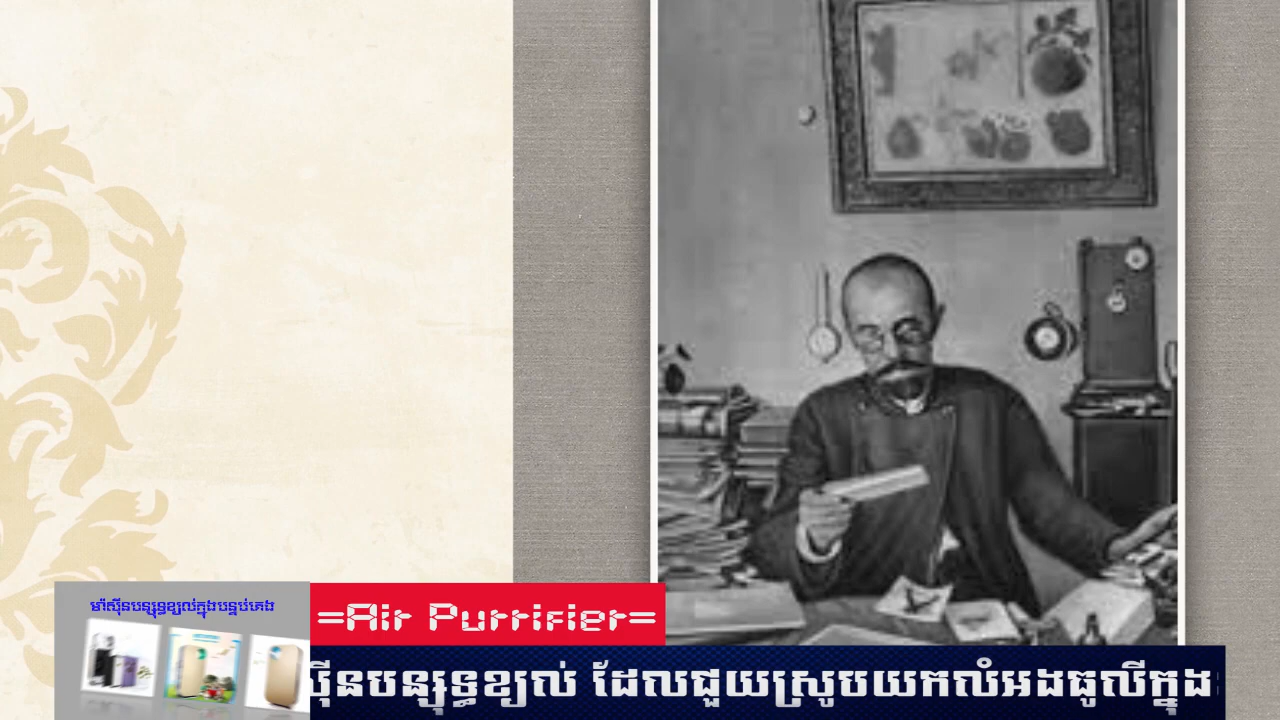 ម៉ាស៊ីនបន្សុទ្ធខ្យល់ក្នុងបន្ទប់គេង
=Air Purrifier=
ស៊ីនបន្សុទ្ធខ្យល់ ដែលជួយស្រូបយកលំអងធូលីក្នុង